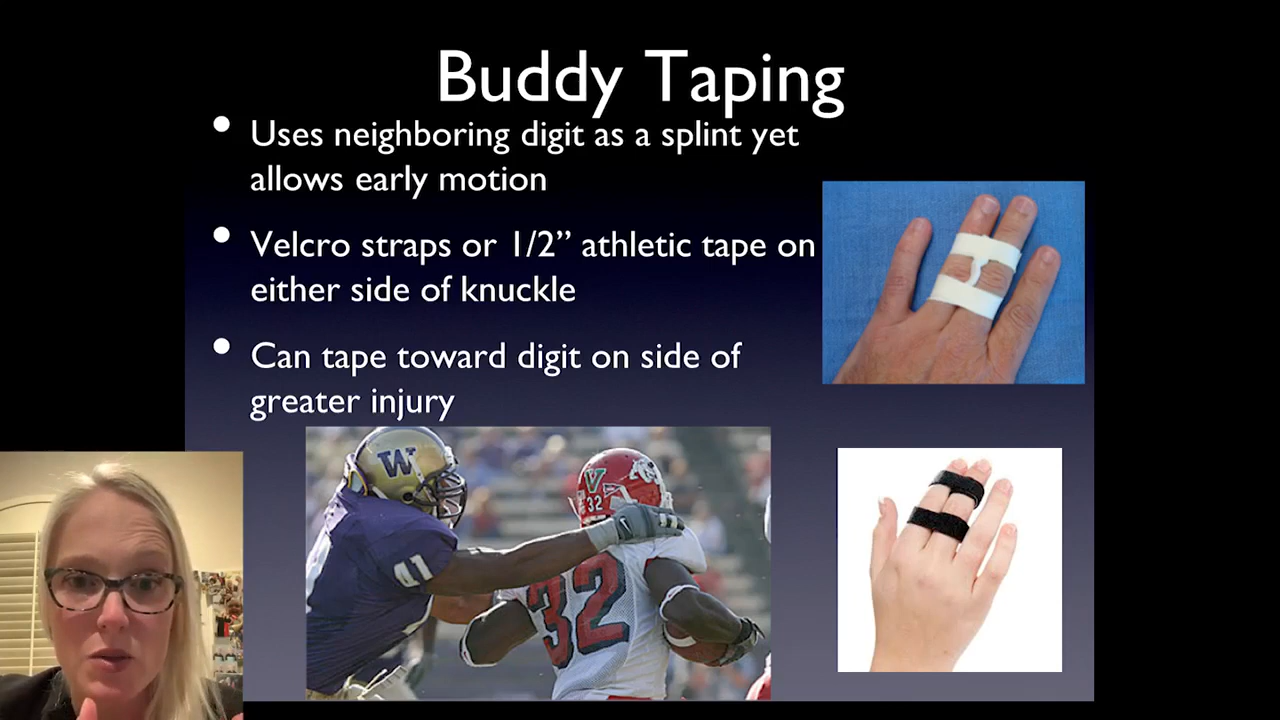 Buddy Taping
• Uses neighboring digit as a splint yet
allows early motion
• Velcro straps or 1/2” athletic tape on
either side of knuckle
• Can tape toward digit on side of
greater injury
W
V
32
41
32